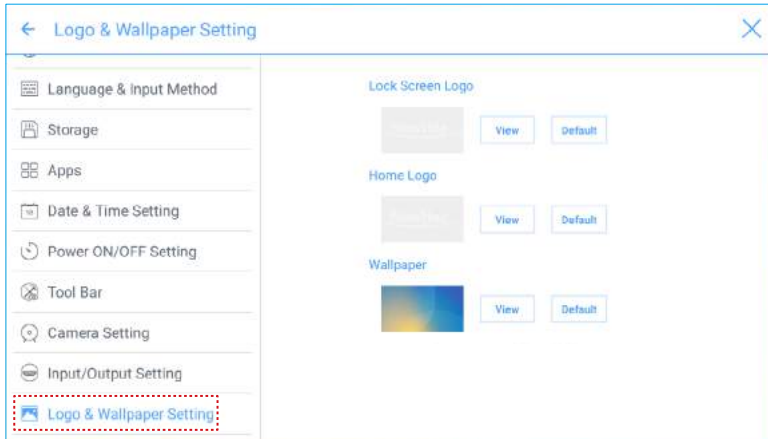 Logo & Wallpaper Setting
Language & Input Method
Storage
Apps
Date & Time Setting
Power ON/OFF Setting
Tool Bar
Camera Setting
Input/Output Setting
Logo & Wallpaper Setting
Lock Screen Logo
View Default
Home Logo
View Default
Wallpaper
View Default